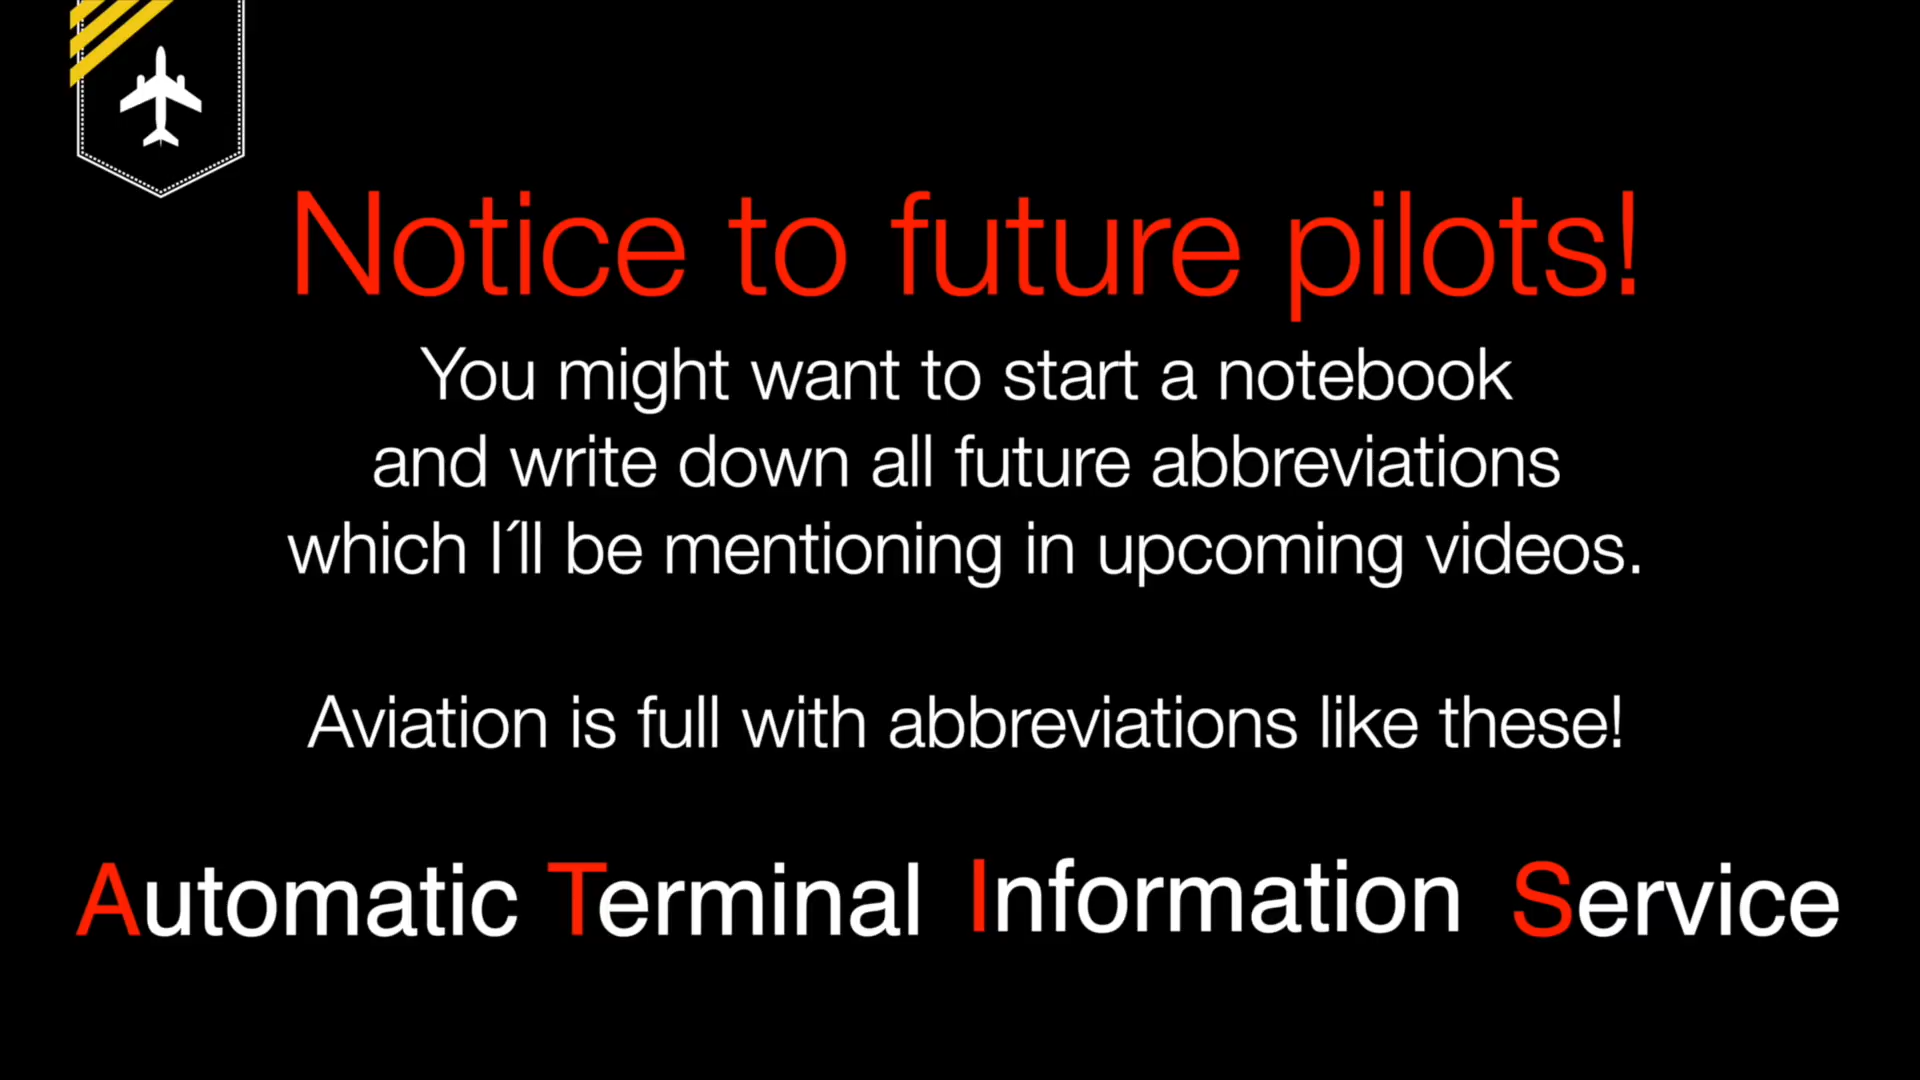 Notice to future pilots!
You might want to start a notebook
and write down all future abbreviations
which I´ll be mentioning in upcoming videos.
Aviation is full with abbreviations like these!
Automatic Terminal Information Service